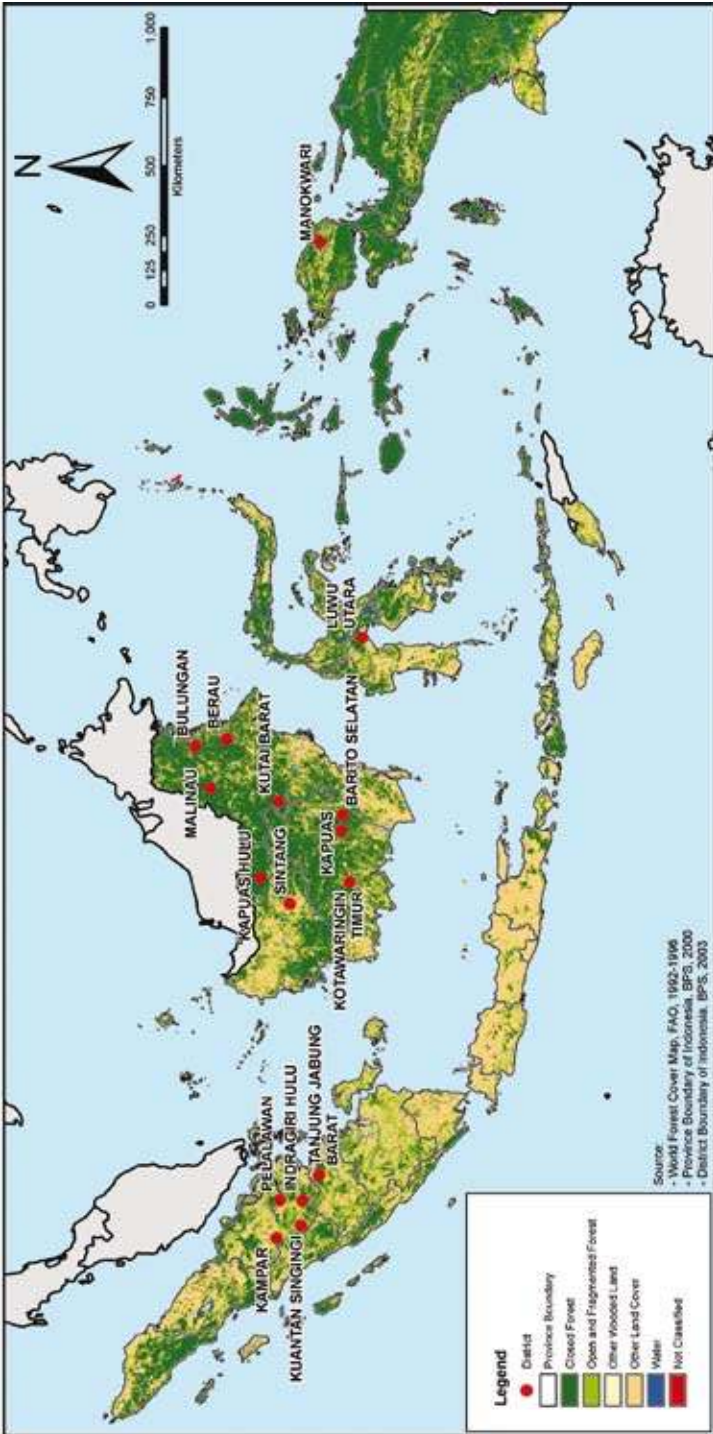 N
0 125 250 500 750 1,000
Kilometers
MANOKWARI
BULUNGAN
BERAU
MALINAU
KUTAI BARAT
KAPUAS HULU
SINTANG
LUWU
UTARA
BARITO SELATAN
KAPUAS
KOTAWARINGIN
TIMUR
PELALAWAN
INDRAGIRI HULU
TANJUNG JABUNG
BARAT
KAMPAR
KUANTAN SINGINGI
Legend
District
Province Boundary
Closed Forest
Open and Fragmented Forest
Other Wooded Land
Other Land Cover
Water
Not Classified
Source:
- World Forest Cover Map, FAO, 1992-1996
- Province Boundary of Indonesia, BPS, 2000
- District Boundary of Indonesia, BPS, 2003